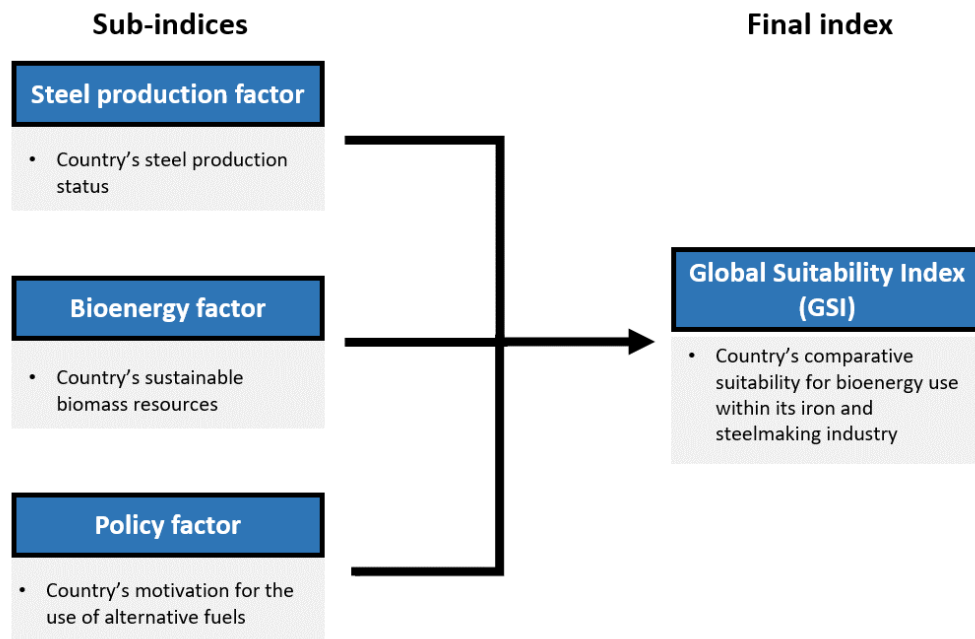 Sub-indices
Final index
Steel production factor
• Country's steel production
status
Bioenergy factor
• Country's sustainable
biomass resources
Policy factor
• Country's motivation for the
use of alternative fuels
Global Suitability Index
(GSI)
• Country's comparative
suitability for bioenergy use
within its iron and
steelmaking industry